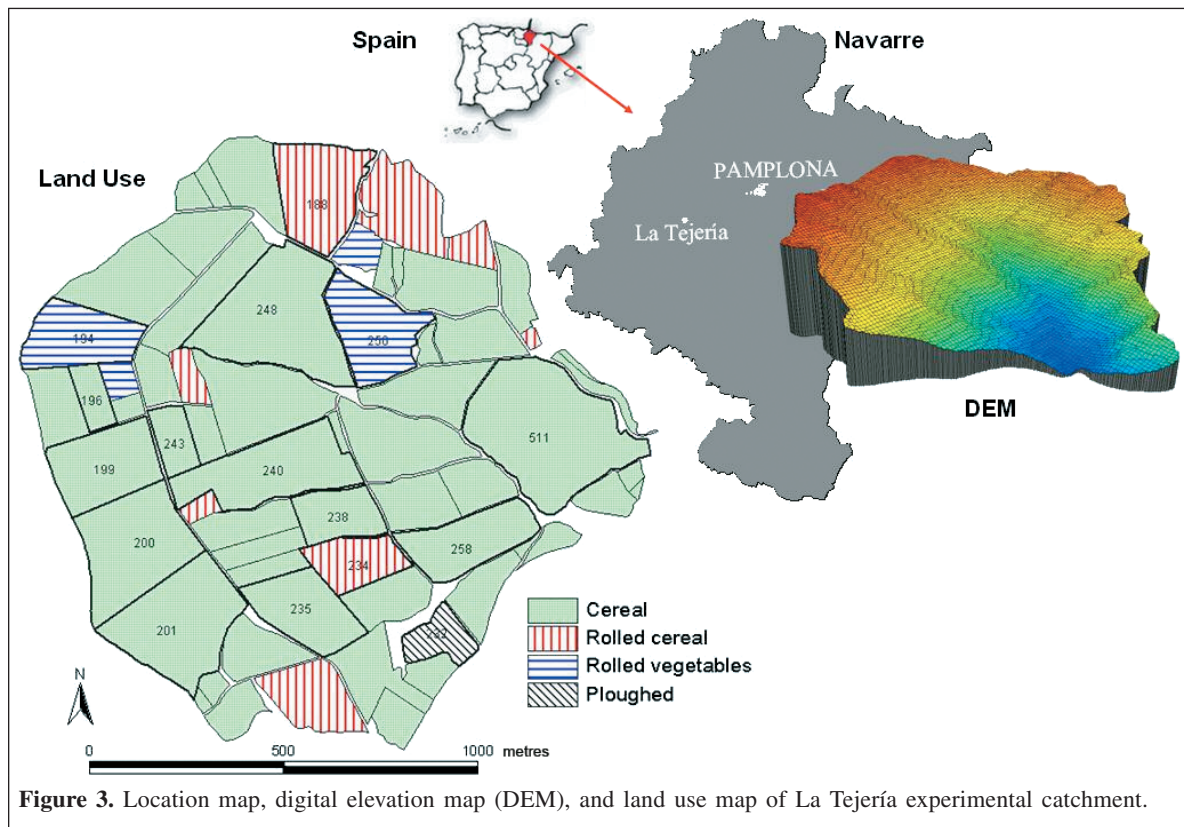 Spain
Navarre
Land Use
PAMPLONA
La Tejería
DEM
188
248
250
194
196
243
199
240
511
238
200
258
234
235
201
232
Cereal
Rolled cereal
Rolled vegetables
Ploughed
N
0 500 1000 metres
Figure 3. Location map, digital elevation map (DEM), and land use map of La Tejería experimental catchment.